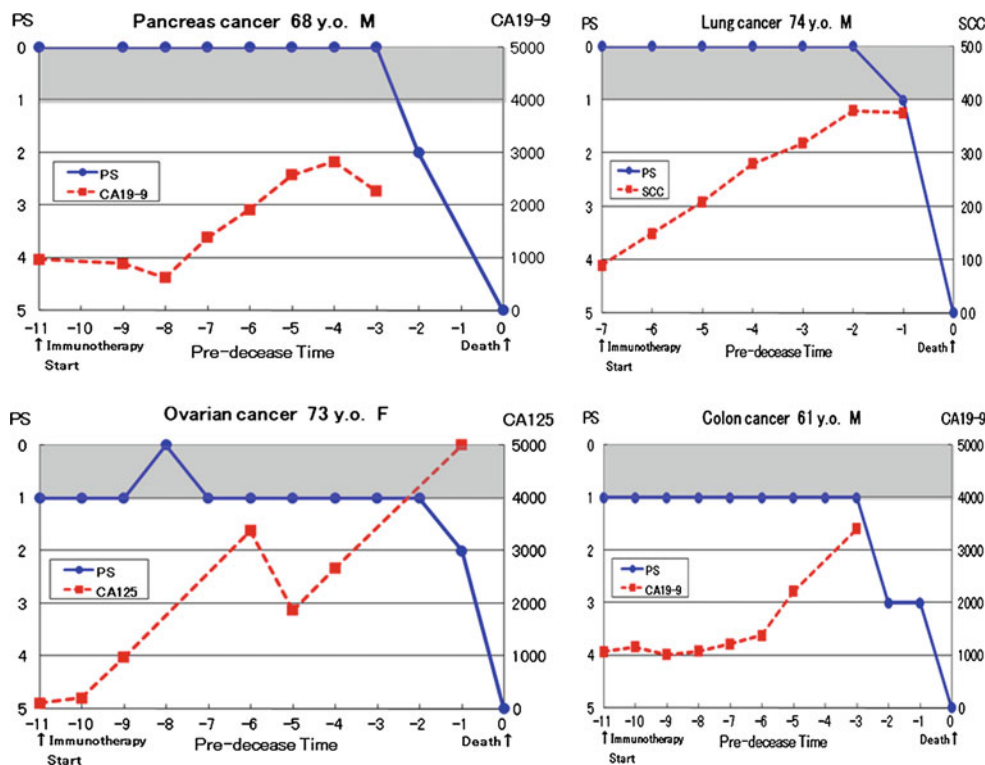 PS Pancreas cancer 68 y.o. M CA19-9
0 5000
1 4000
2 3000
PS
CA19-9
3 2000
4 1000
5 0
-11 -10 -9 -8 -7 -6 -5 -4 -3 -2 -1 0
↑Immunotherapy Start
Pre-decease Time
Death↑
PS Lung cancer 74 y.o. M SCC
0 500
1 400
2 300
PS
SCC
3 200
4 100
5 00
-7 -6 -5 -4 -3 -2 -1 0
↑Immunotherapy Start
Pre-decease Time
Death↑
PS Ovarian cancer 73 y.o. F CA125
0 5000
1 4000
2 3000
PS
CA125
3 2000
4 1000
5 0
-11 -10 -9 -8 -7 -6 -5 -4 -3 -2 -1 0
↑Immunotherapy Start
Pre-decease Time
Death↑
PS Colon cancer 61 y.o. M CA19-9
0 5000
1 4000
2 3000
PS
CA19-9
3 2000
4 1000
5 0
-11 -10 -9 -8 -7 -6 -5 -4 -3 -2 -1 0
↑Immunotherapy Start
Pre-decease Time
Death↑